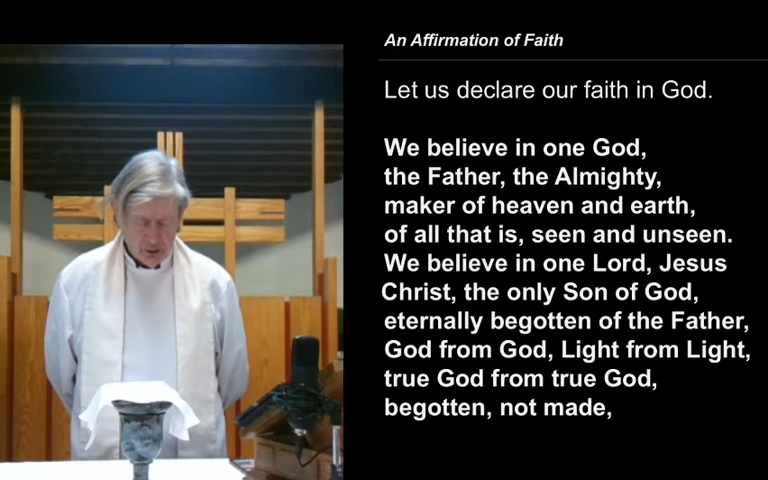 An Affirmation of Faith
Let us declare our faith in God.
We believe in one God,
the Father, the Almighty,
maker of heaven and earth,
of all that is, seen and unseen.
We believe in one Lord, Jesus
Christ, the only Son of God,
eternally begotten of the Father,
God from God, Light from Light,
true God from true God,
begotten, not made,